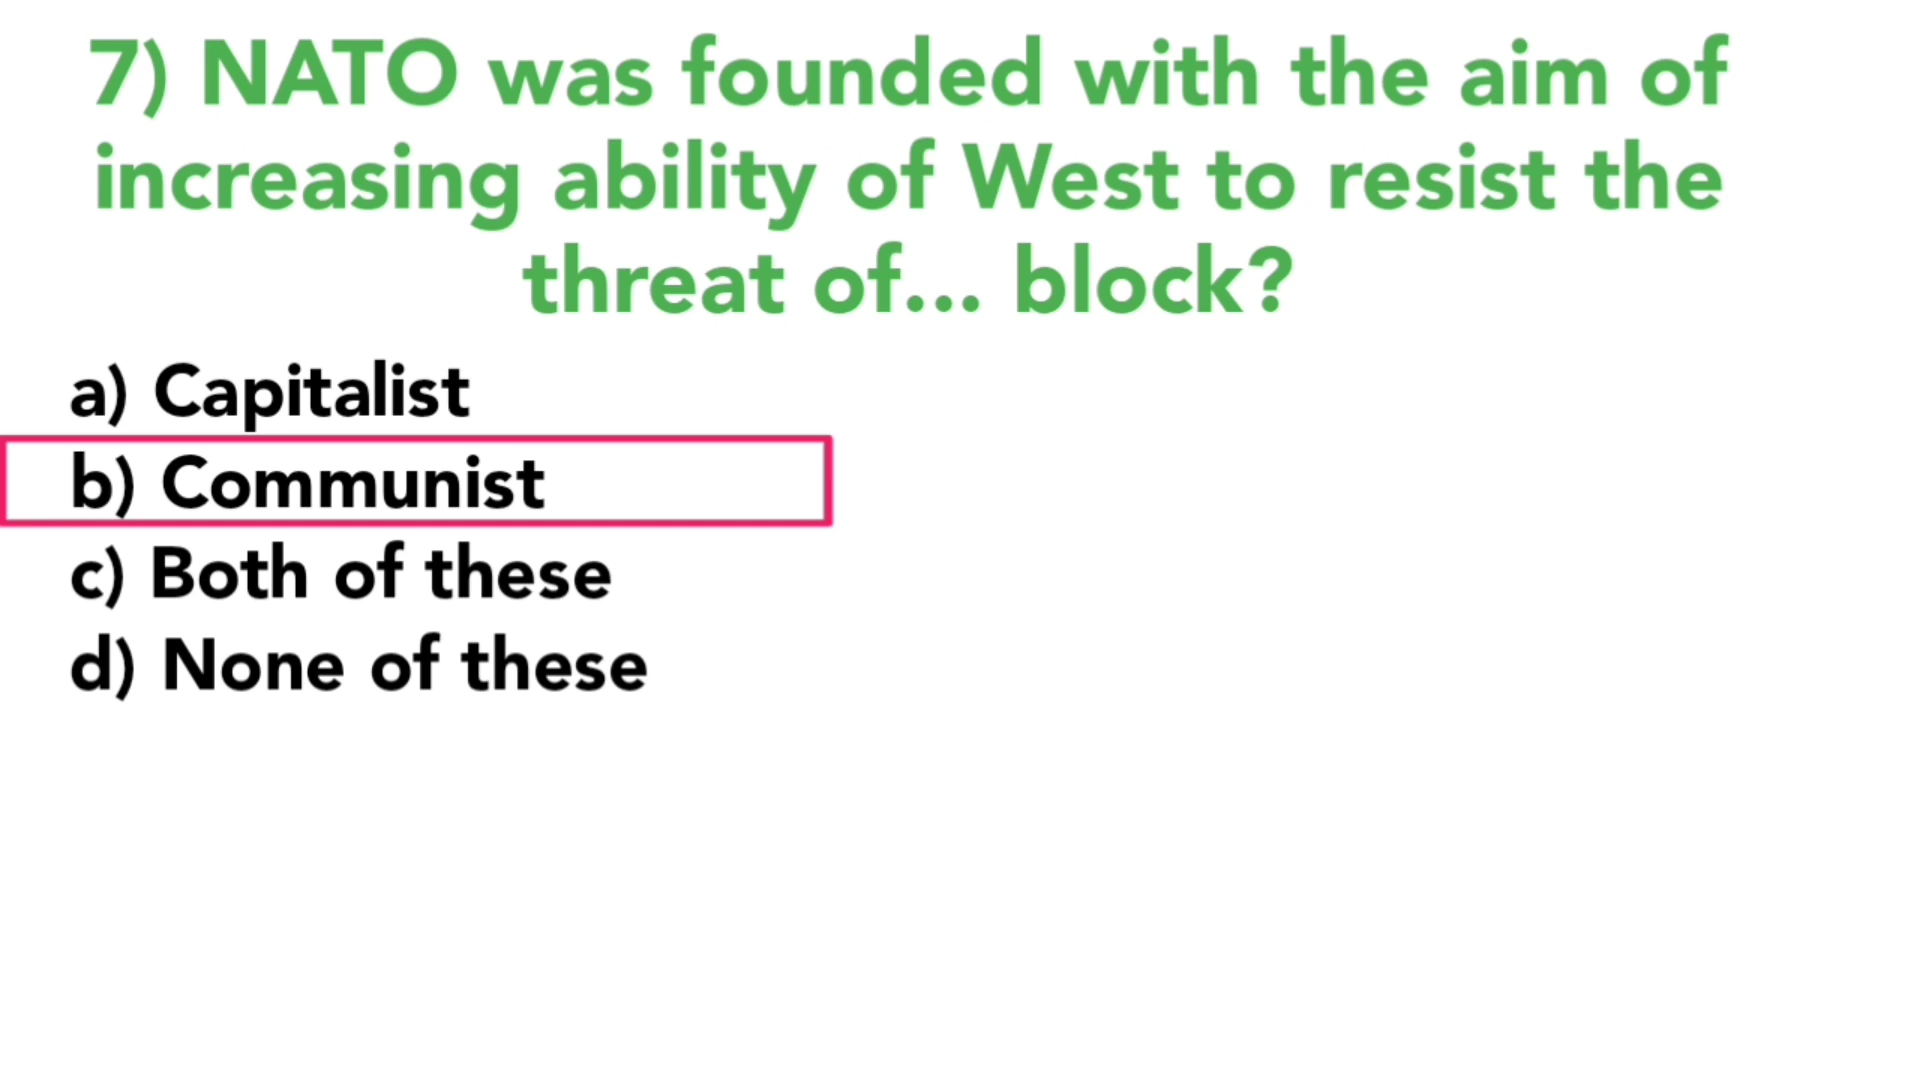 7) NATO was founded with the aim of
increasing ability of West to resist the
threat of... block?
a) Capitalist
b) Communist
c) Both of these
d) None of these